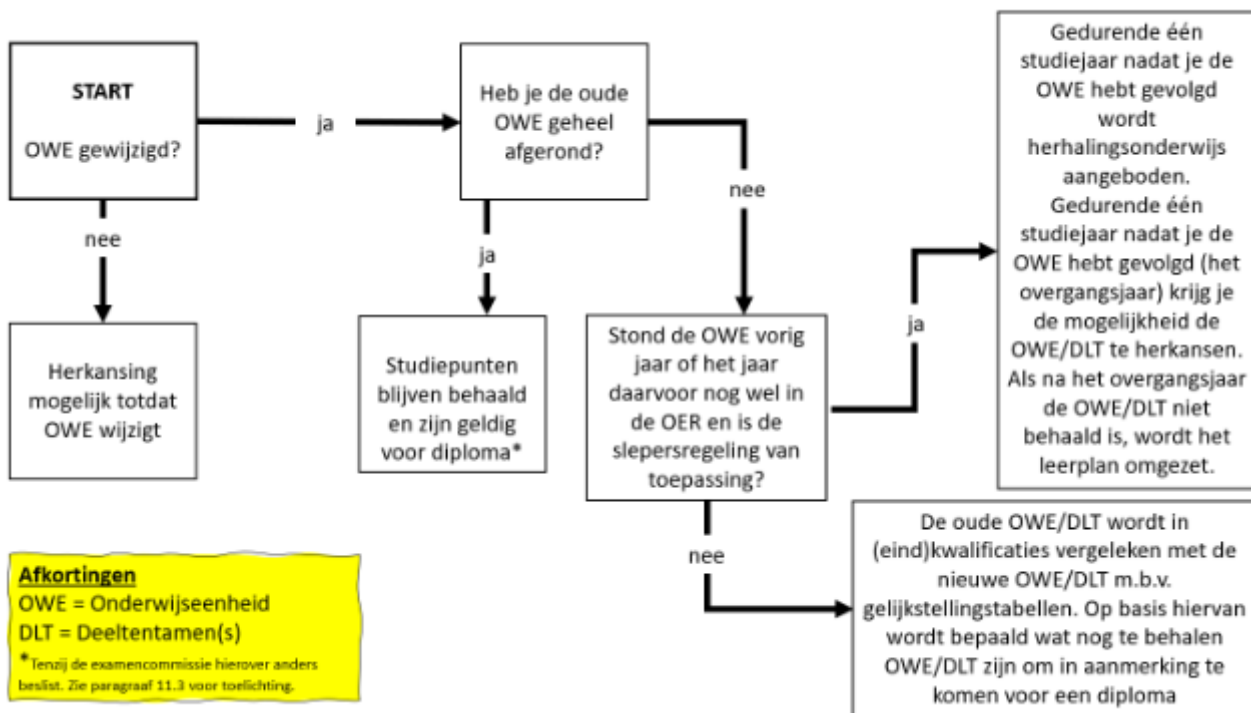 START
OWE gewijzigd?
ja
Heb je de oude
OWE geheel
afgerond?
nee
Gedurende één
studiejaar nadat je de
OWE hebt gevolgd
wordt
herhalingsonderwijs
aangeboden.
Gedurende één
studiejaar nadat je de
OWE hebt gevolgd (het
overgangsjaar) krijg je
de mogelijkheid de
OWE/DLT te herkansen.
Als na het overgangsjaar
de OWE/DLT niet
behaald is, wordt het
leerplan omgezet.
nee
ja
Herkansing
mogelijk totdat
OWE wijzigt
Studiepunten
blijven behaald
en zijn geldig
voor diploma*
Stond de OWE vorig
jaar of het jaar
daarvoor nog wel in
de OER en is de
slepersregeling van
toepassing?
ja
nee
De oude OWE/DLT wordt in
(eind)kwalificaties vergeleken met de
nieuwe OWE/DLT m.b.v.
gelijkstellingstabellen. Op basis hiervan
wordt bepaald wat nog te behalen
OWE/DLT zijn om in aanmerking te
komen voor een diploma
Afkortingen
OWE = Onderwijseenheid
DLT = Deeltentamen(s)
*Tenzij de examencommissie hierover anders
beslist. Zie paragraaf 11.3 voor toelichting.